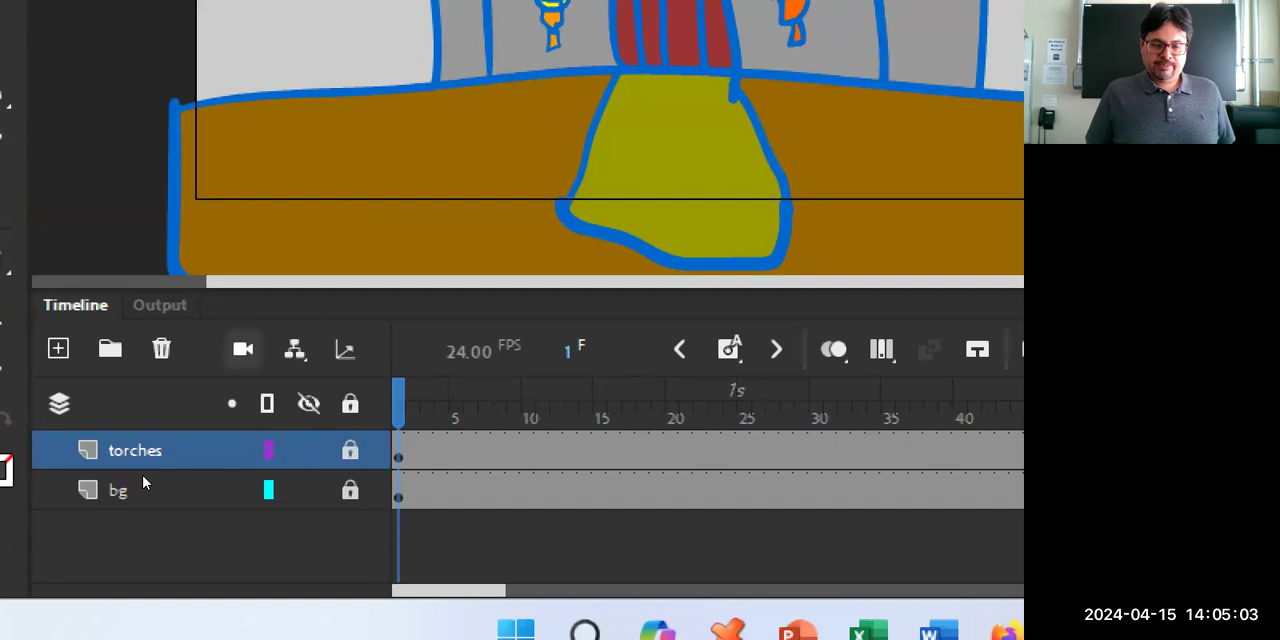 Timeline Output
24.00 FPS 1 F
1s
5 10 15 20 25 30 35 40
torches
bg
2024-04-15 14:05:03